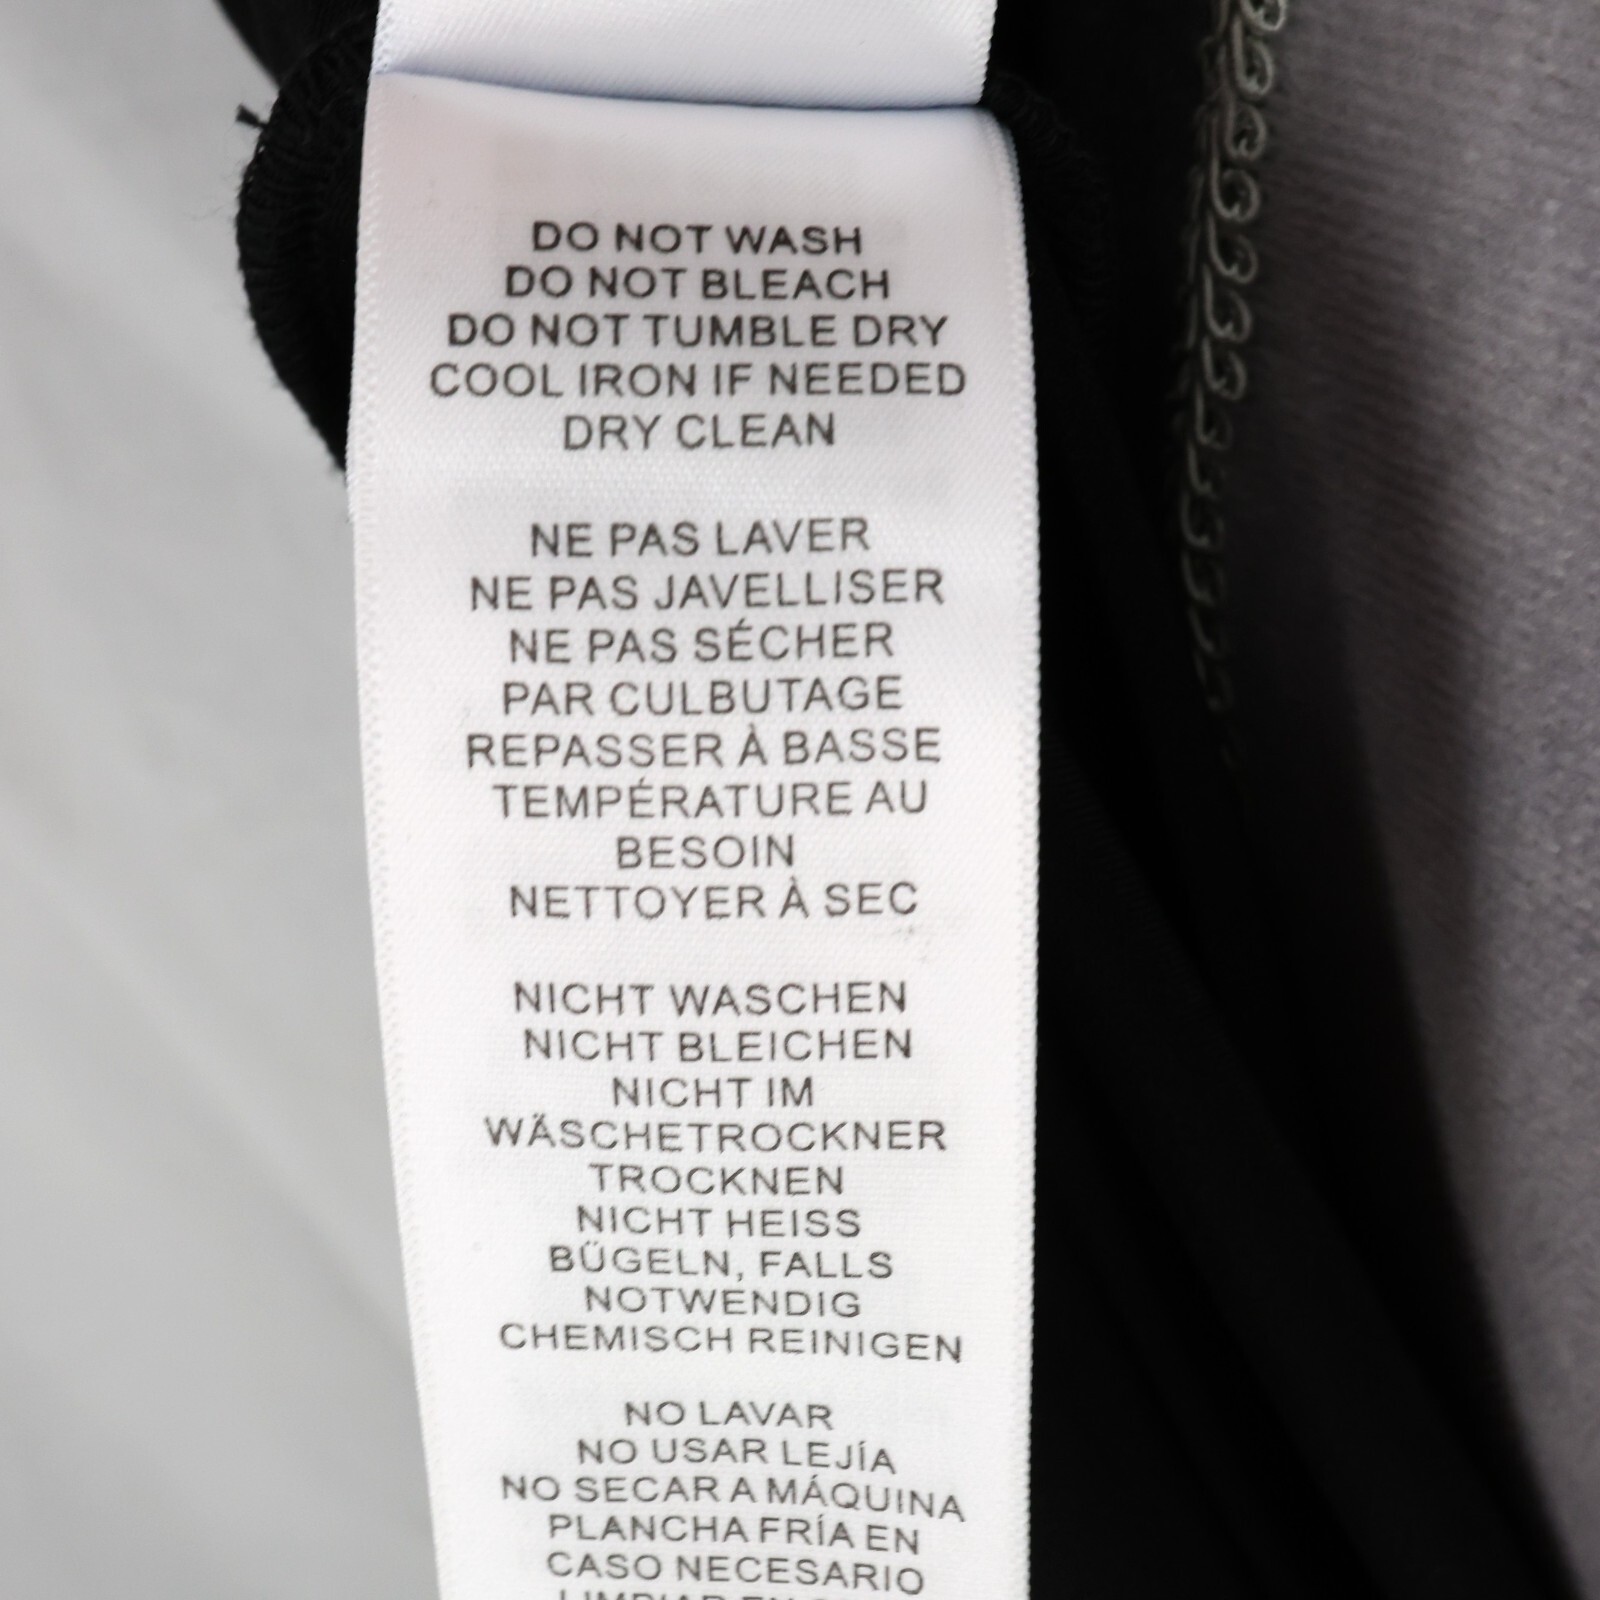 DO NOT WASH
DO NOT BLEACH
DO NOT TUMBLE DRY
COOL IRON IF NEEDED
DRY CLEAN
NE PAS LAVER
NE PAS JAVELLISER
NE PAS SÉCHER
PAR CULBUTAGE
REPASSER À BASSE
TEMPÉRATURE AU
BESOIN
NETTOYER À SEC
NICHT WASCHEN
NICHT BLEICHEN
NICHT IM
WÄSCHETROCKNER
TROCKNEN
NICHT HEISS
BÜGELN, FALLS
NOTWENDIG
CHEMISCH REINIGEN
NO LAVAR
NO USAR LEJÍA
NO SECAR A MÁQUINA
PLANCHA FRÍA EN
CASO NECESARIO